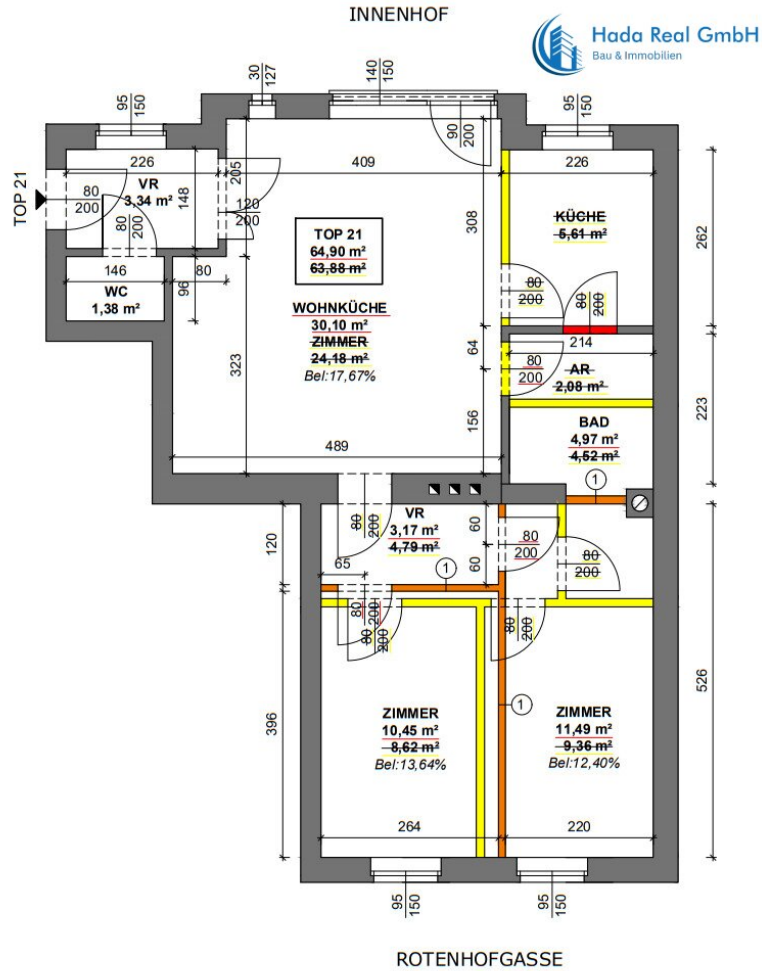 INNENHOF
Hada Real GmbH
Bau & Immobilien
30
127
140
150
95
150
95
150
90
200
226
409
226
TOP 21
80
200
VR
3,34 m²
148
205
120
200
80
200
308
262
TOP 21
64,90 m²
63,88 m²
KÜCHE
5,61 m²
146
80
96
WC
1,38 m²
80
200
80
200
WOHNKÜCHE
30,10 m²
ZIMMER
24,18 m²
Bel:17,67%
64
214
80
200
AR
2,08 m²
323
223
156
BAD
4,97 m²
4,52 m²
489
1
80
200
VR
3,17 m²
4,79 m²
60
60
80
200
80
200
120
65
1
80
200
80
200
80
200
526
396
1
ZIMMER
10,45 m²
8,62 m²
Bel:13,64%
ZIMMER
11,49 m²
9,36 m²
Bel:12,40%
264
220
95
150
95
150
ROTENHOFGASSE